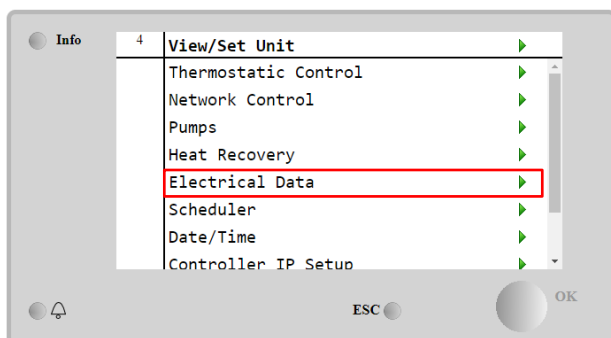 Info
4 View/Set Unit
Thermostatic Control
Network Control
Pumps
Heat Recovery
Electrical Data
Scheduler
Date/Time
Controller IP Setup
ESC
OK